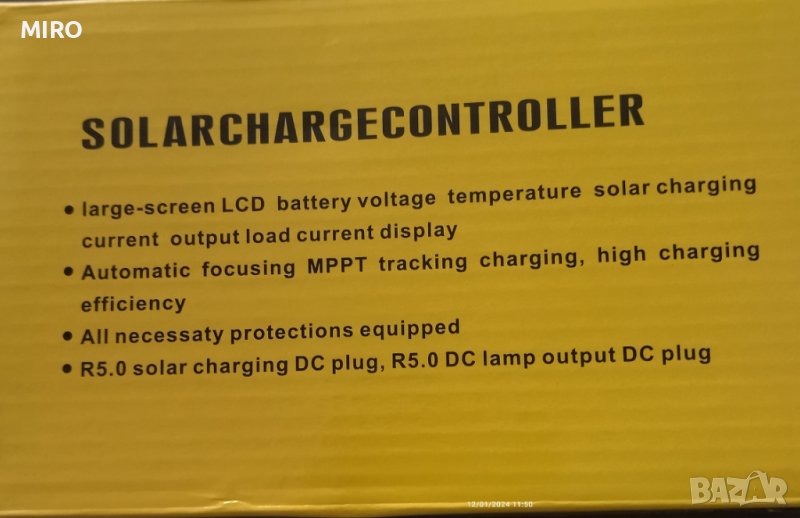 MIRO
SOLARCHARGECONTROLLER
• large-screen LCD battery voltage temperature solar charging
current output load current display
• Automatic focusing MPPT tracking charging, high charging
efficiency
• All necessaty protections equipped
• R5.0 solar charging DC plug, R5.0 DC lamp output DC plug
12/01/2024 11:50
BAZAR